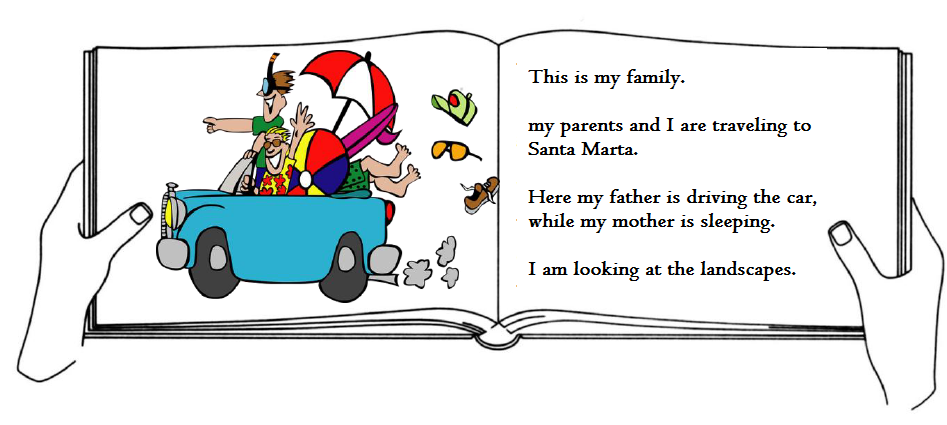 This is my family.
my parents and I are traveling to
Santa Marta.
Here my father is driving the car,
while my mother is sleeping.
I am looking at the landscapes.